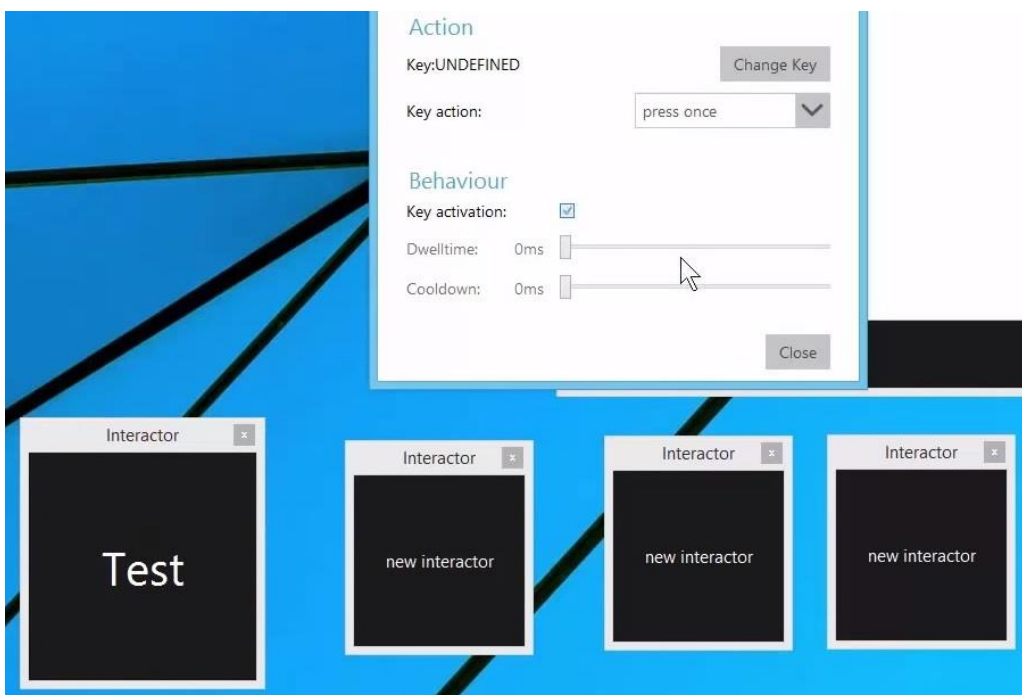 Action
Key:UNDEFINED
Change Key
Key action:
press once
Behaviour
Key activation:
Dwelltime: 0ms
Cooldown: 0ms
Close
Interactor x
Test
Interactor x
new interactor
Interactor x
new interactor
Interactor x
new interactor